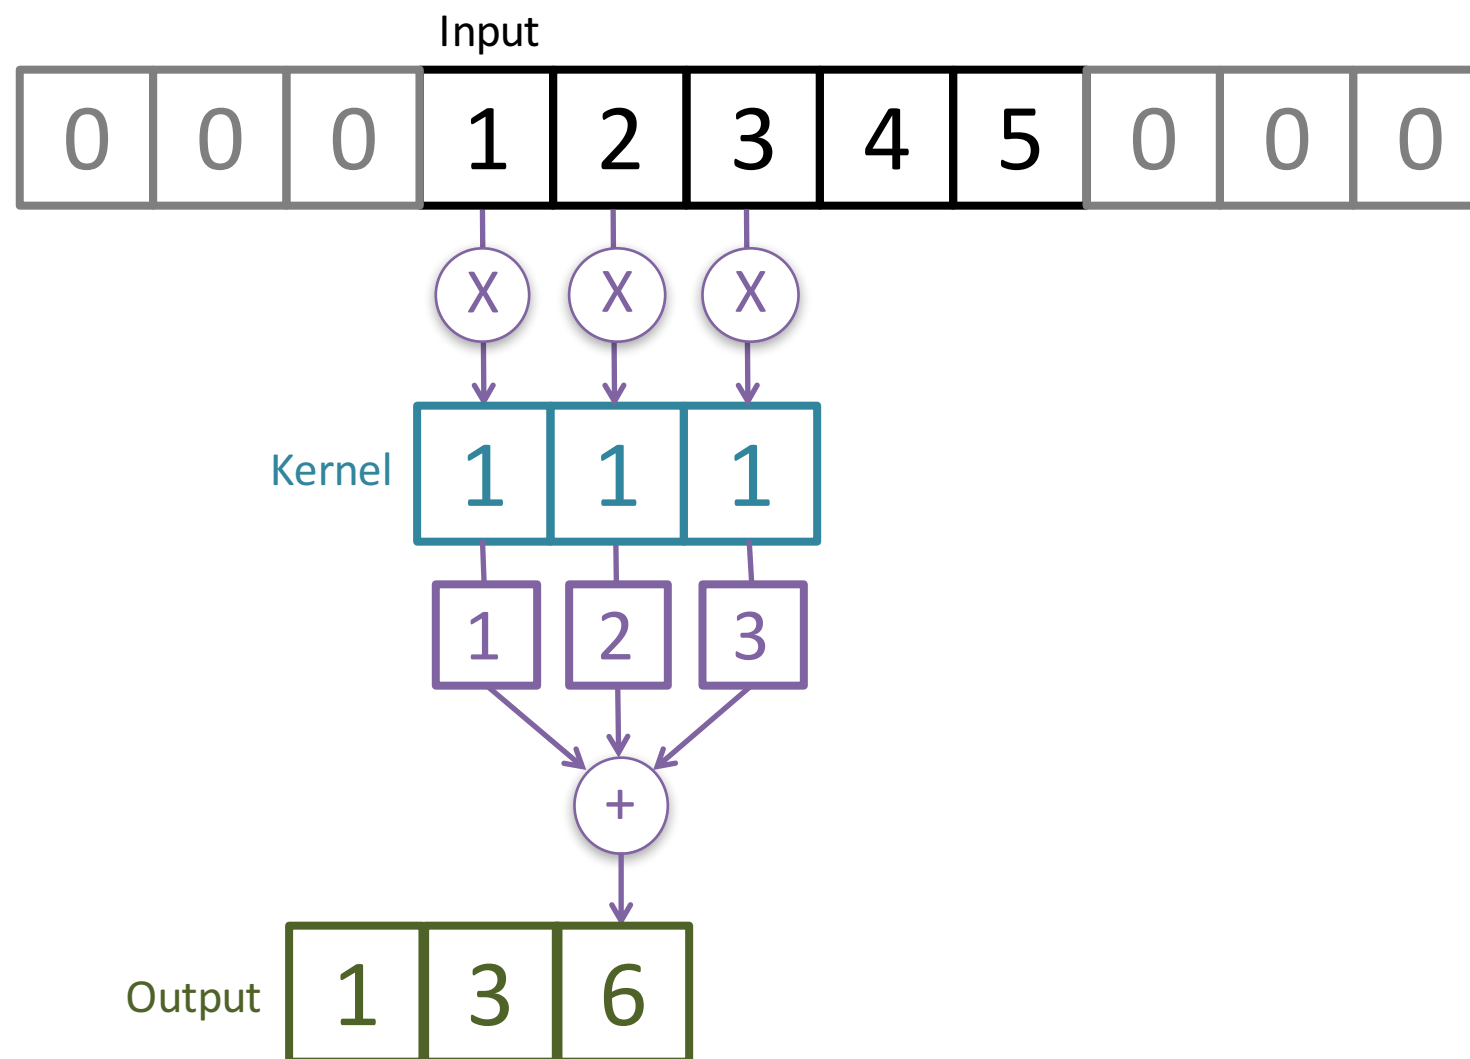 Input
0 0 0 1 2 3 4 5 0 0 0
X X X
Kernel 1 1 1
1 2 3
+
Output 1 3 6